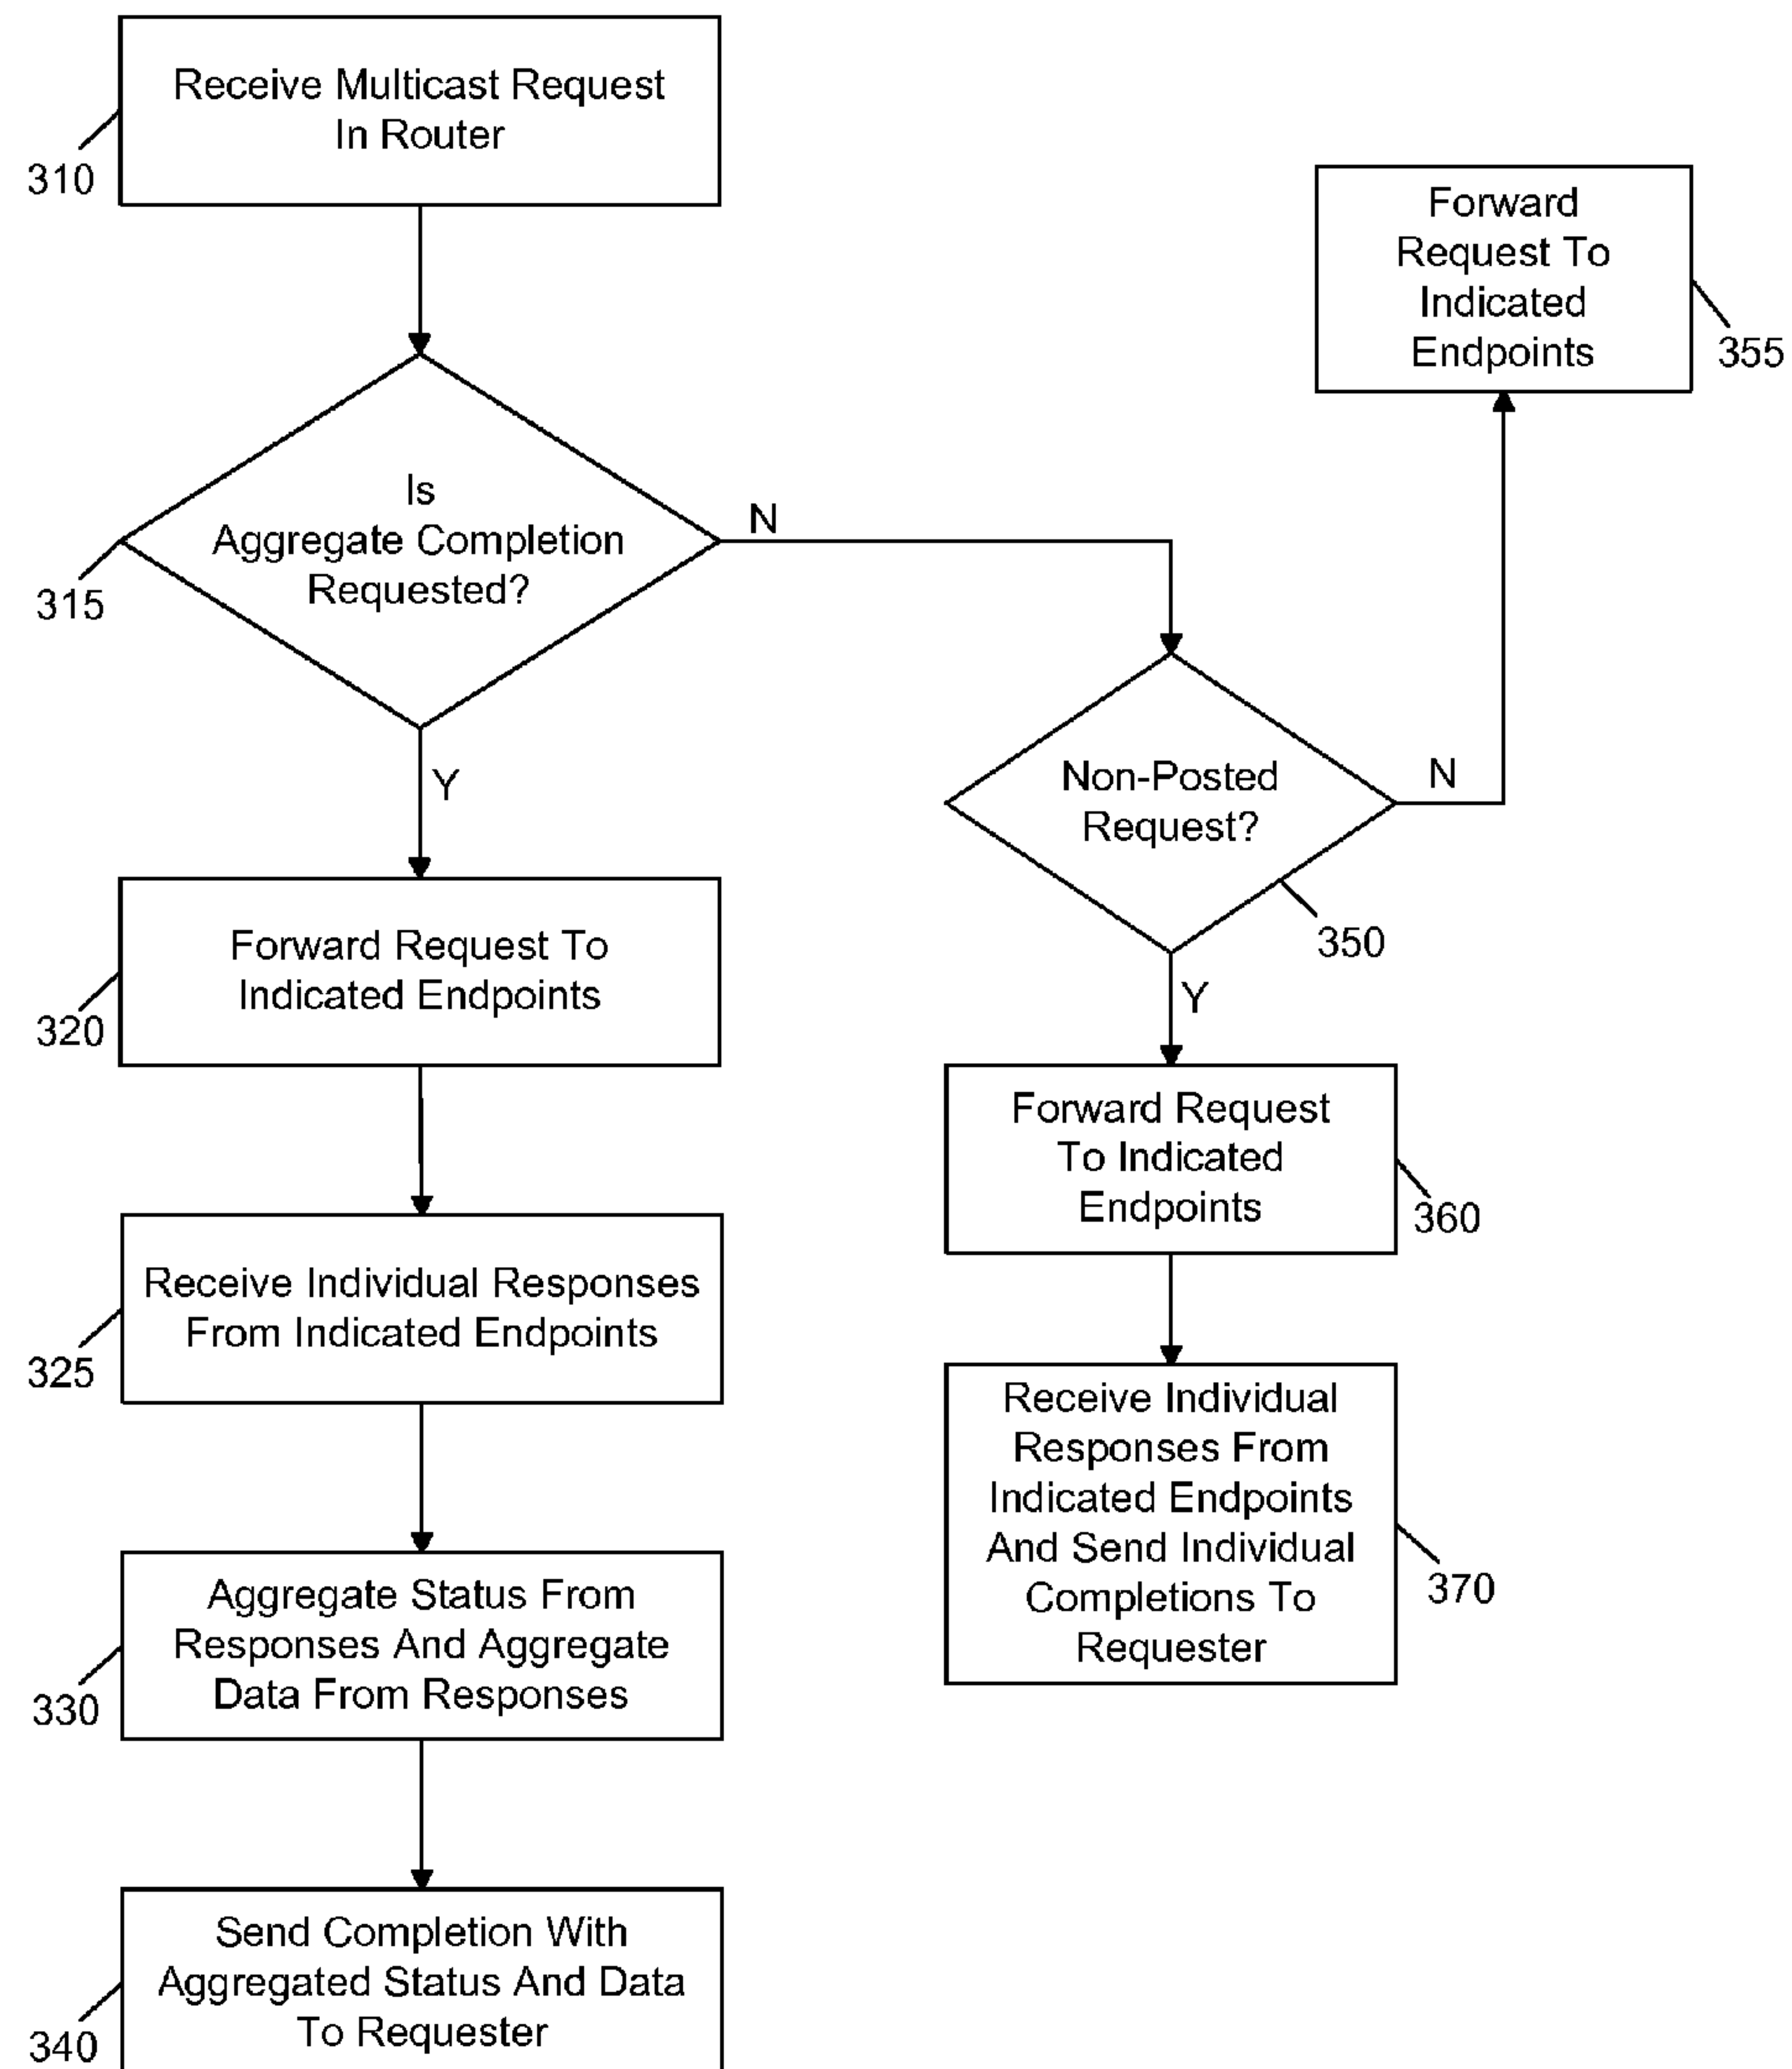 Receive Multicast Request
In Router
310
Is
Aggregate Completion
Requested?
315
N
Y
Forward Request To
Indicated Endpoints
320
Receive Individual Responses
From Indicated Endpoints
325
Aggregate Status From
Responses And Aggregate
Data From Responses
330
Send Completion With
Aggregated Status And Data
To Requester
340
Forward
Request To
Indicated
Endpoints
355
Non-Posted
Request?
N
350
Y
Forward Request
To Indicated
Endpoints
360
Receive Individual
Responses From
Indicated Endpoints
And Send Individual
Completions To
Requester
370